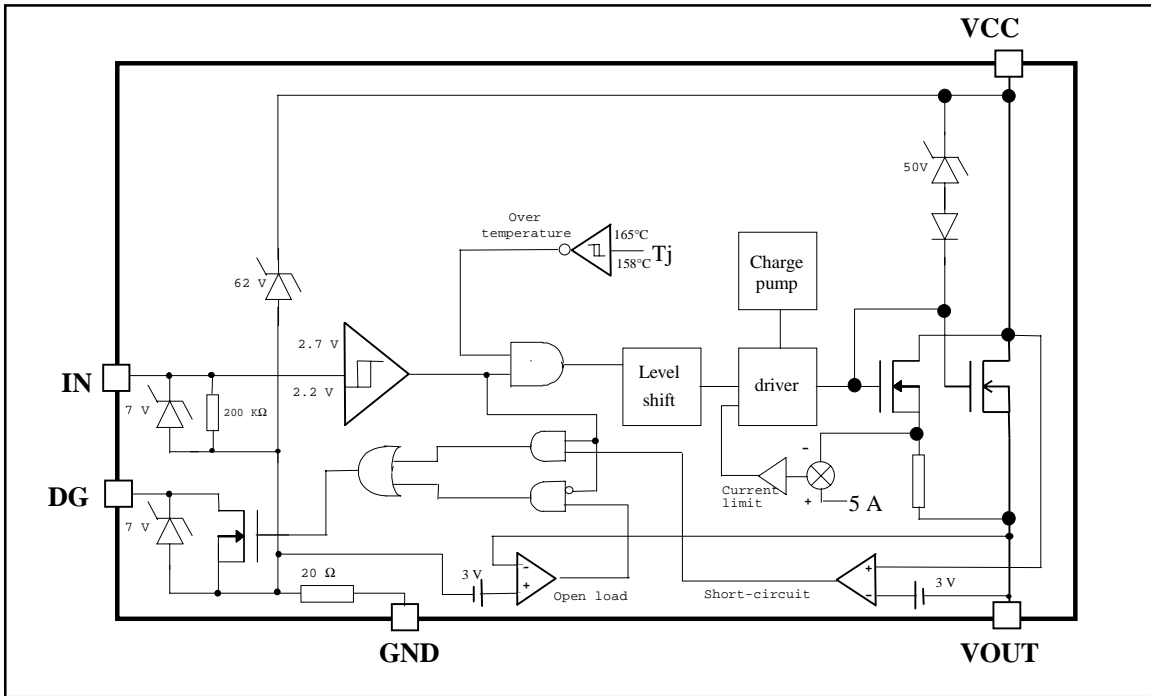 VCC
50V
Over
temperature
165°C
158°C
Tj
Charge
pump
62 V
2.7 V
2.2 V
IN
7 V
200 KΩ
Level
shift
driver
DG
7 V
-
+
5 A
Current
limit
20 Ω
3 V
-
+
Open load
Short-circuit
+
-
3 V
GND
VOUT